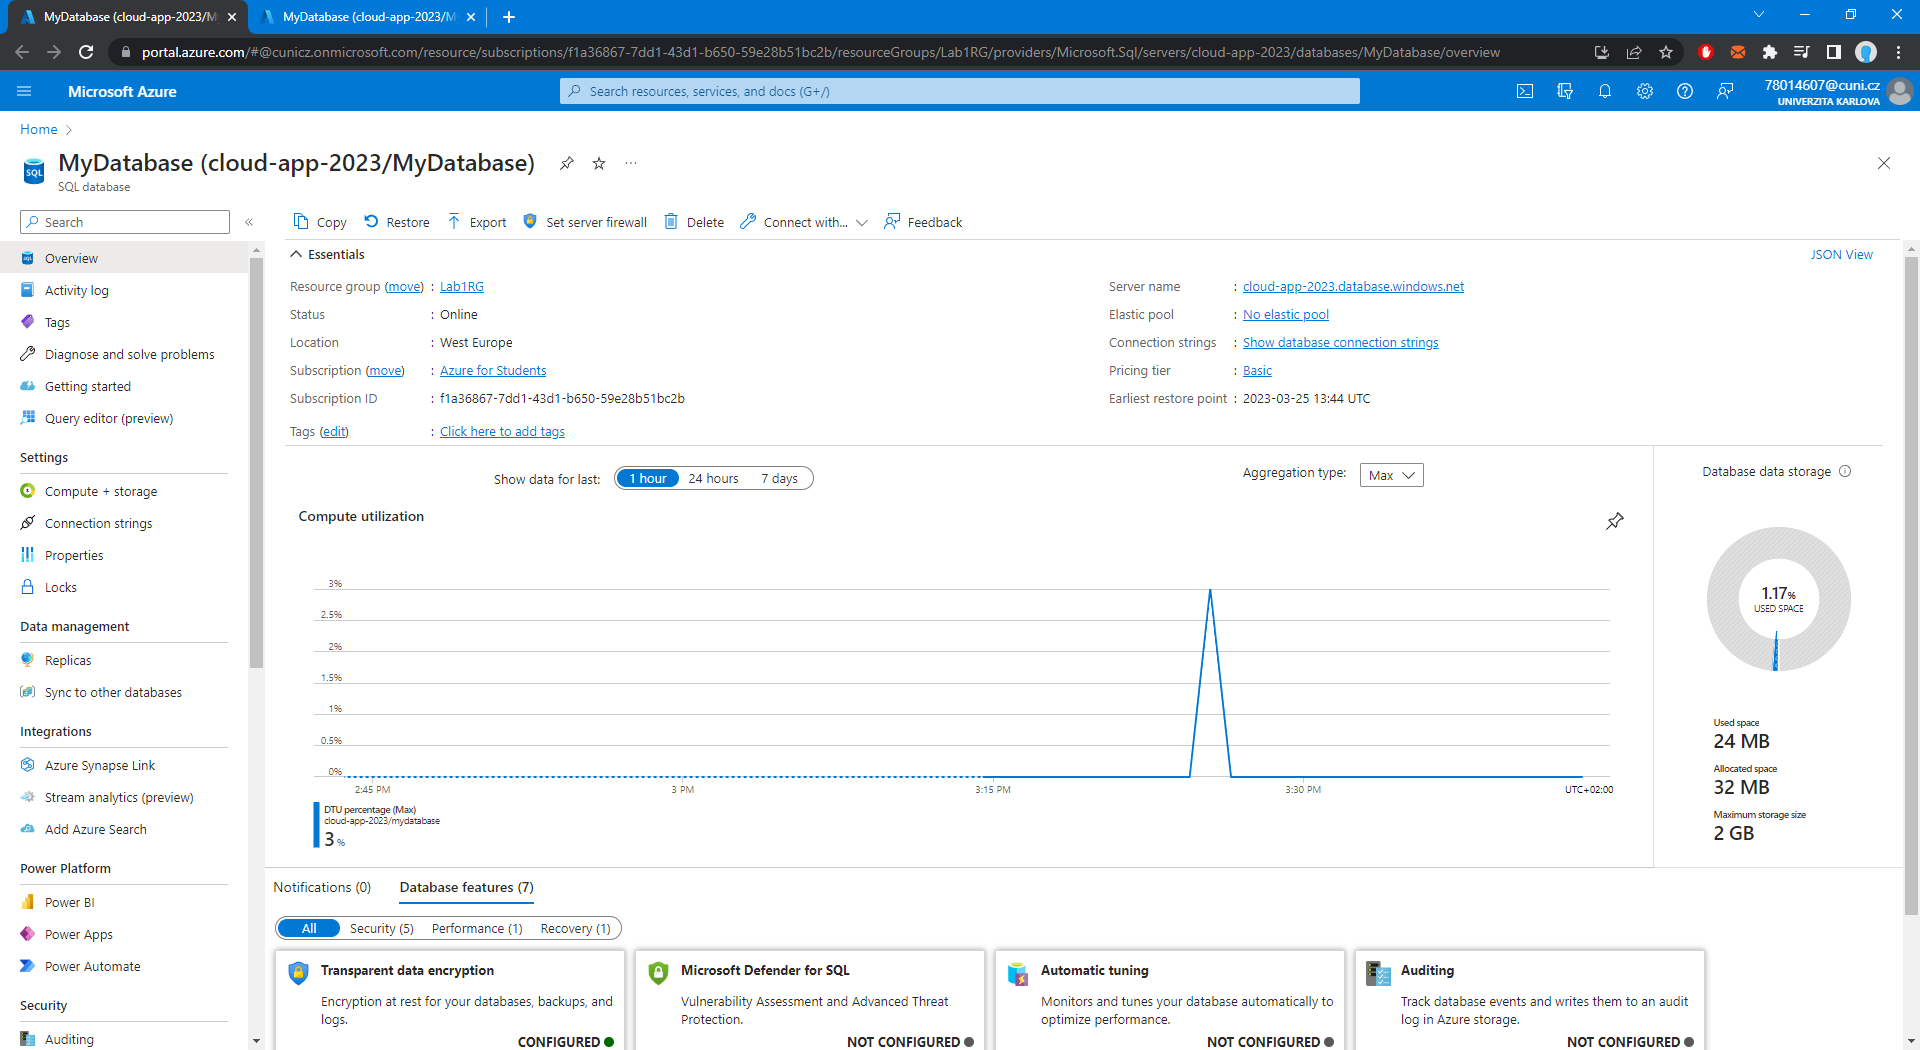 MyDatabase (cloud-app-2023/M
MyDatabase (cloud-app-2023/M
portal.azure.com/#@cunicz.onmicrosoft.com/resource/subscriptions/f1a36867-7dd1-43d1-b650-59e28b51bc2b/resourceGroups/Lab1RG/providers/Microsoft.Sql/servers/cloud-app-2023/databases/MyDatabase/overview
Microsoft Azure
Search resources, services, and docs (G+/)
78014607@cuni.cz
UNIVERZITA KARLOVA
Home
MyDatabase (cloud-app-2023/MyDatabase)
SQL
SQL database
Search
Copy
Restore
Export
Set server firewall
Delete
Connect with...
Feedback
Overview
Activity log
Tags
Diagnose and solve problems
Getting started
Query editor (preview)
Settings
Compute + storage
Connection strings
Properties
Locks
Data management
Replicas
Sync to other databases
Integrations
Azure Synapse Link
Stream analytics (preview)
Add Azure Search
Power Platform
Power BI
Power Apps
Power Automate
Security
Auditing
Essentials
JSON View
Resource group (move) : Lab1RG
Status : Online
Location : West Europe
Subscription (move) : Azure for Students
Subscription ID : f1a36867-7dd1-43d1-b650-59e28b51bc2b
Tags (edit) : Click here to add tags
Server name : cloud-app-2023.database.windows.net
Elastic pool : No elastic pool
Connection strings : Show database connection strings
Pricing tier : Basic
Earliest restore point : 2023-03-25 13:44 UTC
Show data for last: 1 hour 24 hours 7 days
Aggregation type: Max
Compute utilization
3%
2.5%
2%
1.5%
1%
0.5%
0%
2:45 PM 3 PM 3:15 PM 3:30 PM UTC+02:00
DTU percentage (Max)
cloud-app-2023/mydatabase
3 %
Database data storage
1.17%
USED SPACE
Used space
24 MB
Allocated space
32 MB
Maximum storage size
2 GB
Notifications (0)
Database features (7)
All Security (5) Performance (1) Recovery (1)
Transparent data encryption
Encryption at rest for your databases, backups, and
logs.
CONFIGURED
Microsoft Defender for SQL
Vulnerability Assessment and Advanced Threat
Protection.
NOT CONFIGURED
Automatic tuning
Monitors and tunes your database automatically to
optimize performance.
NOT CONFIGURED
Auditing
Track database events and writes them to an audit
log in Azure storage.
NOT CONFIGURED